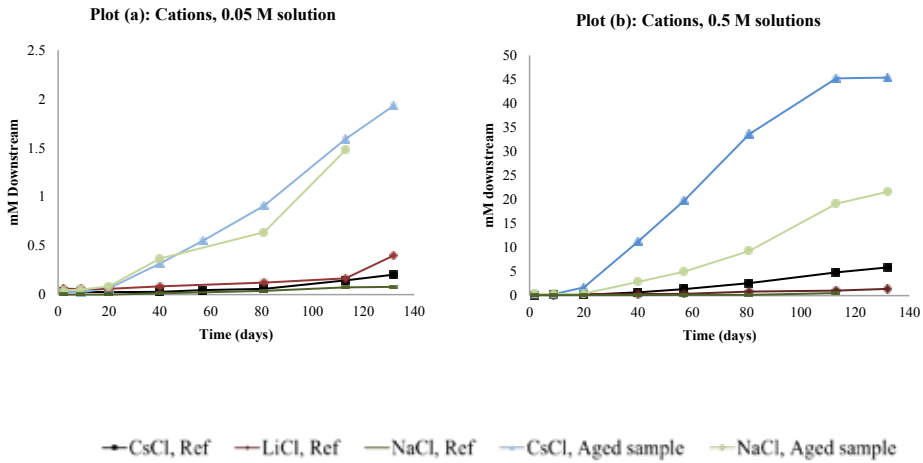 Plot (a): Cations, 0.05 M solution
2.5
2
1.5
1
0.5
0
mM Downstream
0 20 40 60 80 100 120 140
Time (days)
Plot (b): Cations, 0.5 M solutions
50
45
40
35
30
25
20
15
10
5
0
mM downstream
0 20 40 60 80 100 120 140
Time (days)
CsCl, Ref LiCl, Ref NaCl, Ref CsCl, Aged sample NaCl, Aged sample